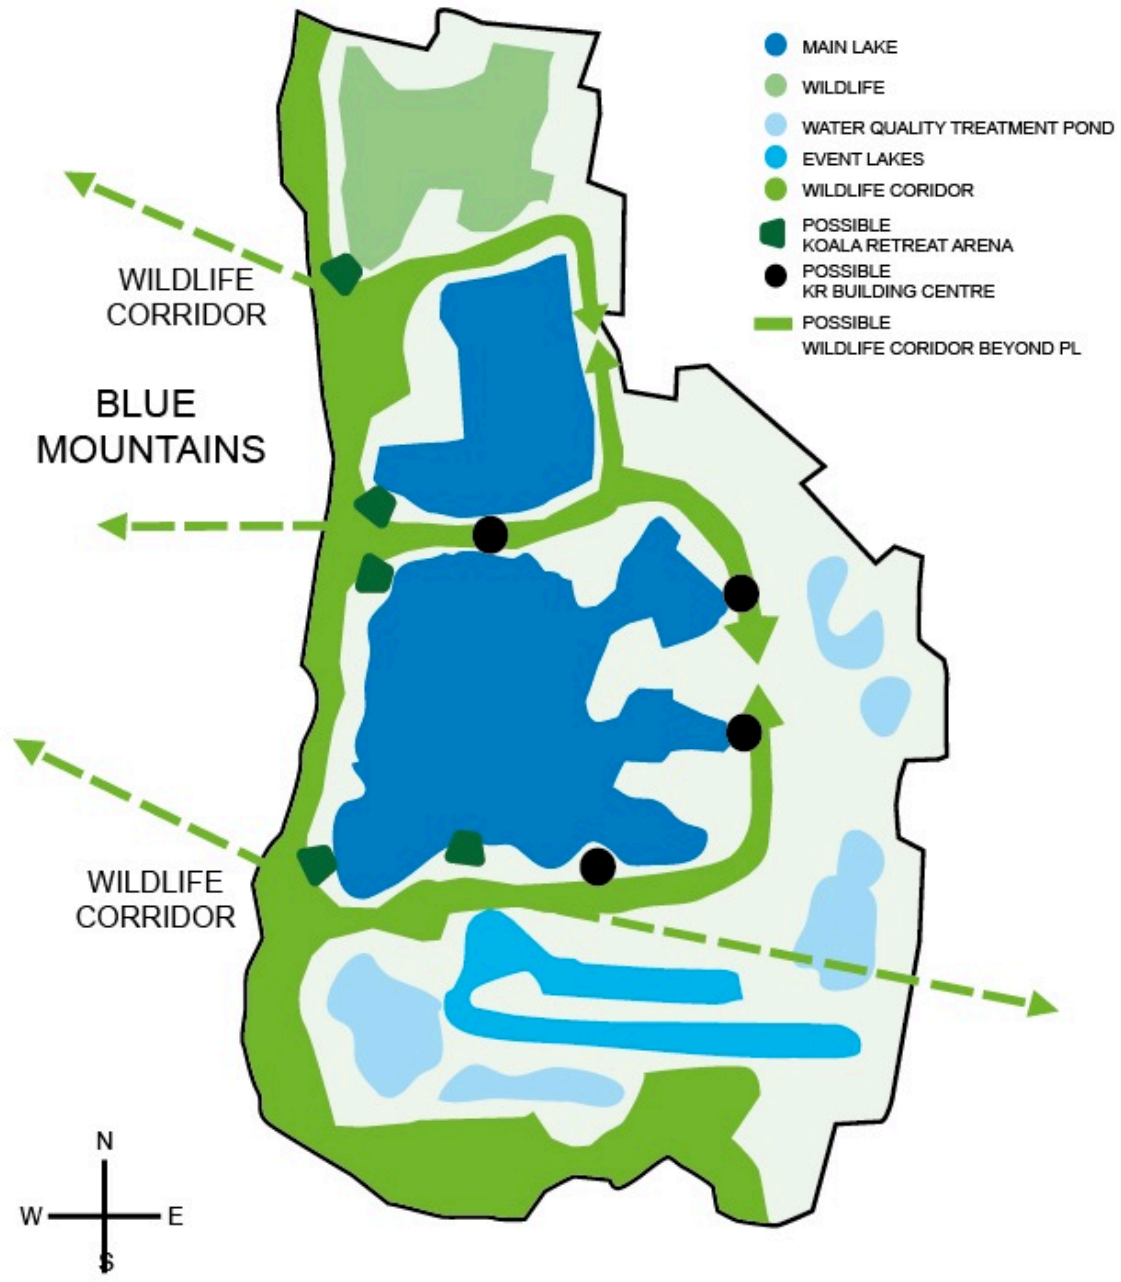 MAIN LAKE
WILDLIFE
WATER QUALITY TREATMENT POND
EVENT LAKES
WILDLIFE CORIDOR
POSSIBLE
KOALA RETREAT ARENA
POSSIBLE
KR BUILDING CENTRE
POSSIBLE
WILDLIFE CORIDOR BEYOND PL
WILDLIFE
CORRIDOR
BLUE
MOUNTAINS
WILDLIFE
CORRIDOR
N
W E
S